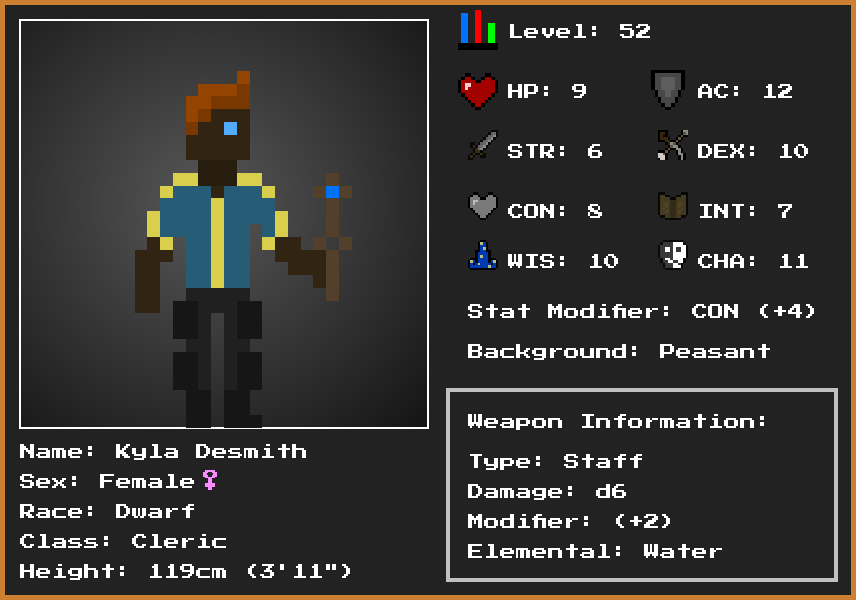 Level: 52
HP: 9
AC: 12
STR: 6
DEX: 10
CON: 8
INT: 7
WIS: 10
CHA: 11
Stat Modifier: CON (+4)
Background: Peasant
Weapon Information:
Type: Staff
Damage: d6
Modifier: (+2)
Elemental: Water
Name: Kyla Desmith
Sex: Female♀
Race: Dwarf
Class: Cleric
Height: 119cm (3'11")